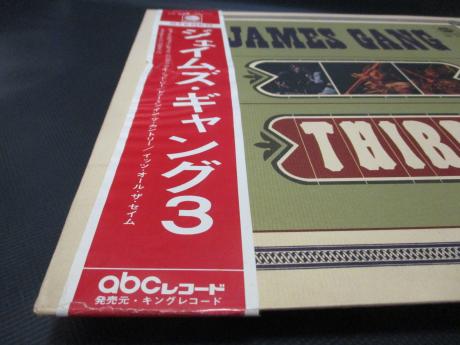 JAMES GANG
THIR
ジェイムズ・ギャング3
イッツ・オール・ザ・セイム
abcレコード
発売元・キングレコード